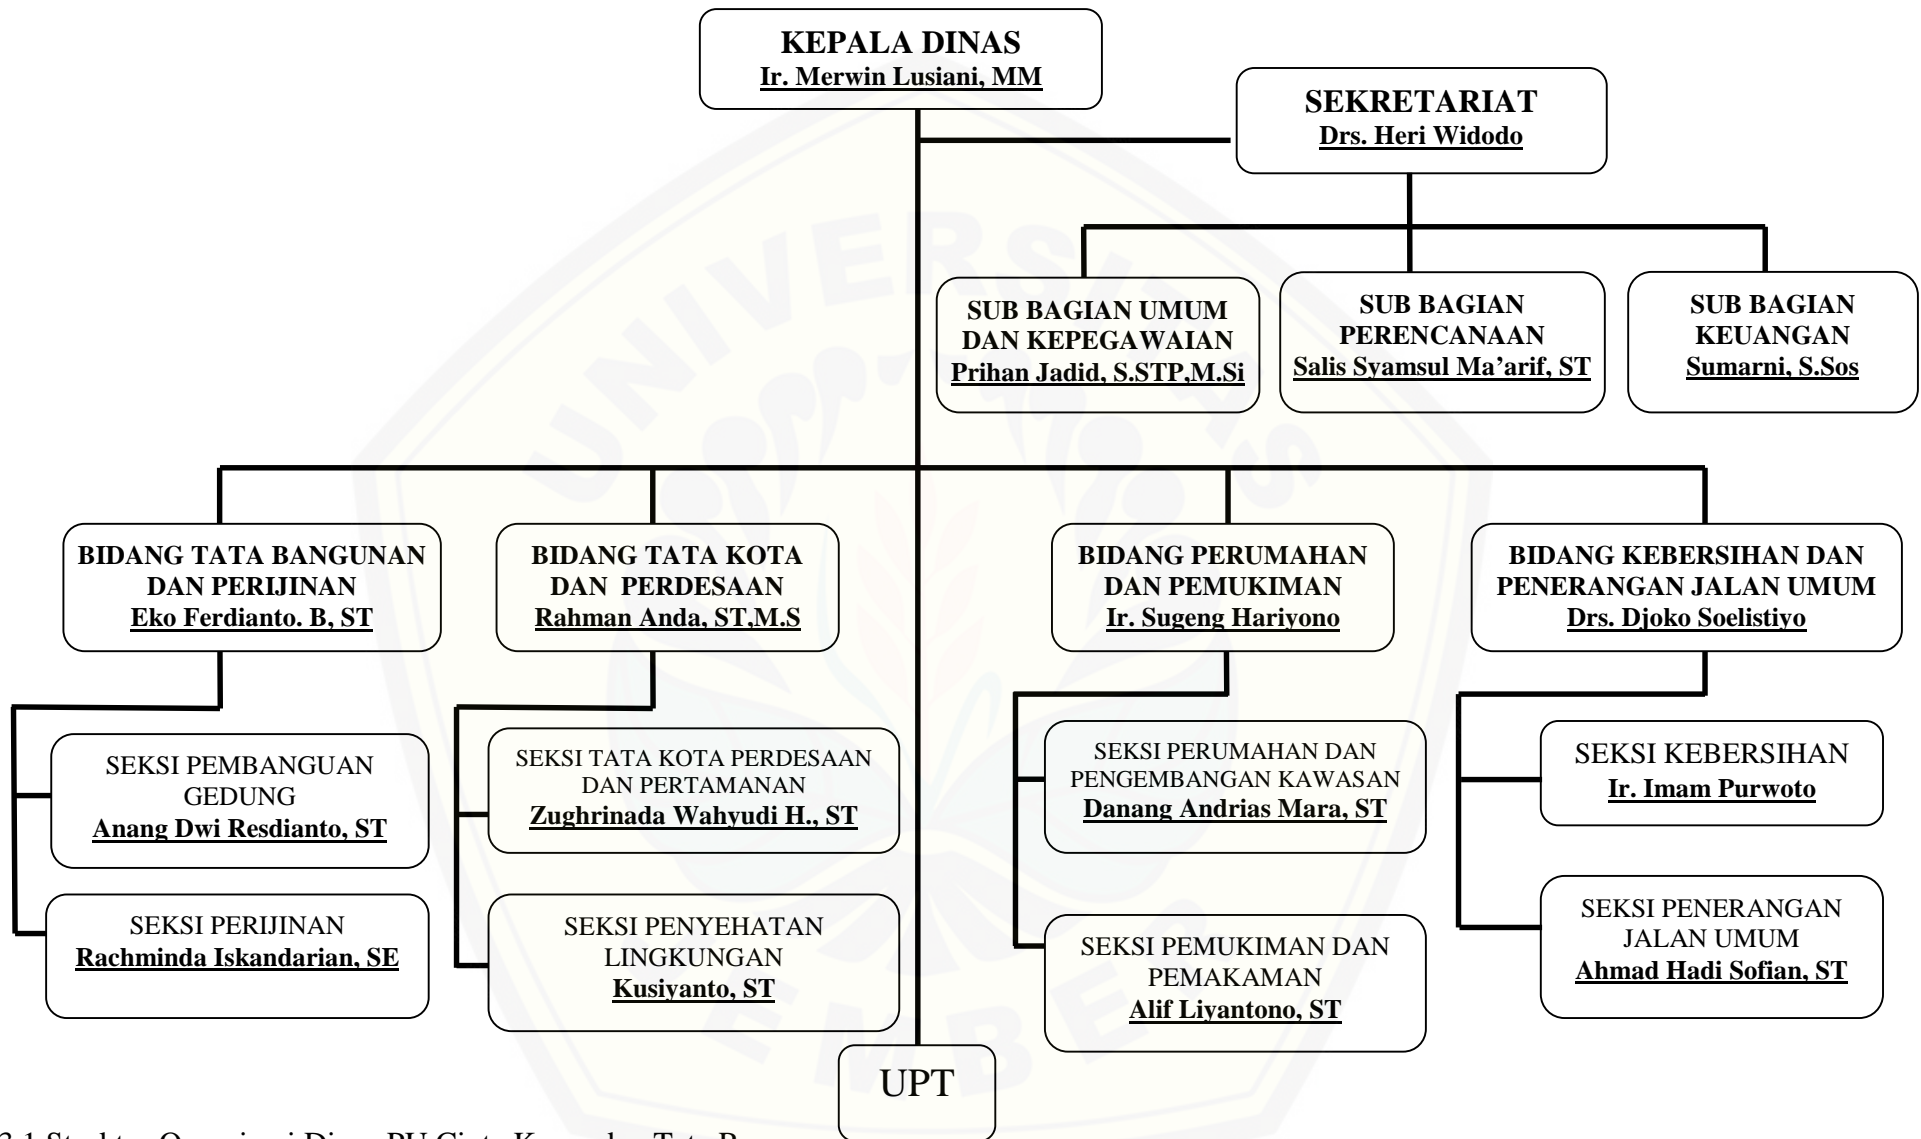 KEPALA DINAS
Ir. Merwin Lusiani, MM
SEKRETARIAT
Drs. Heri Widodo
SUB BAGIAN UMUM
DAN KEPEGAWAIAN
Prihan Jadid, S.STP,M.Si
SUB BAGIAN
PERENCANAAN
Salis Syamsul Ma’arif, ST
SUB BAGIAN
KEUANGAN
Sumarni, S.Sos
BIDANG TATA BANGUNAN
DAN PERIJINAN
Eko Ferdianto. B, ST
BIDANG TATA KOTA
DAN PERDESAAN
Rahman Anda, ST,M.S
BIDANG PERUMAHAN
DAN PEMUKIMAN
Ir. Sugeng Hariyono
BIDANG KEBERSIHAN DAN
PENERANGAN JALAN UMUM
Drs. Djoko Soelistiyo
SEKSI PEMBANGUAN
GEDUNG
Anang Dwi Resdianto, ST
SEKSI TATA KOTA PERDESAAN
DAN PERTAMANAN
Zughrinada Wahyudi H., ST
SEKSI PERUMAHAN DAN
PENGEMBANGAN KAWASAN
Danang Andrias Mara, ST
SEKSI KEBERSIHAN
Ir. Imam Purwoto
SEKSI PERIJINAN
Rachminda Iskandarian, SE
SEKSI PENYEHATAN
LINGKUNGAN
Kusiyanto, ST
SEKSI PEMUKIMAN DAN
PEMAKAMAN
Alif Liyantono, ST
SEKSI PENERANGAN
JALAN UMUM
Ahmad Hadi Sofian, ST
UPT
UNIVERSITAS